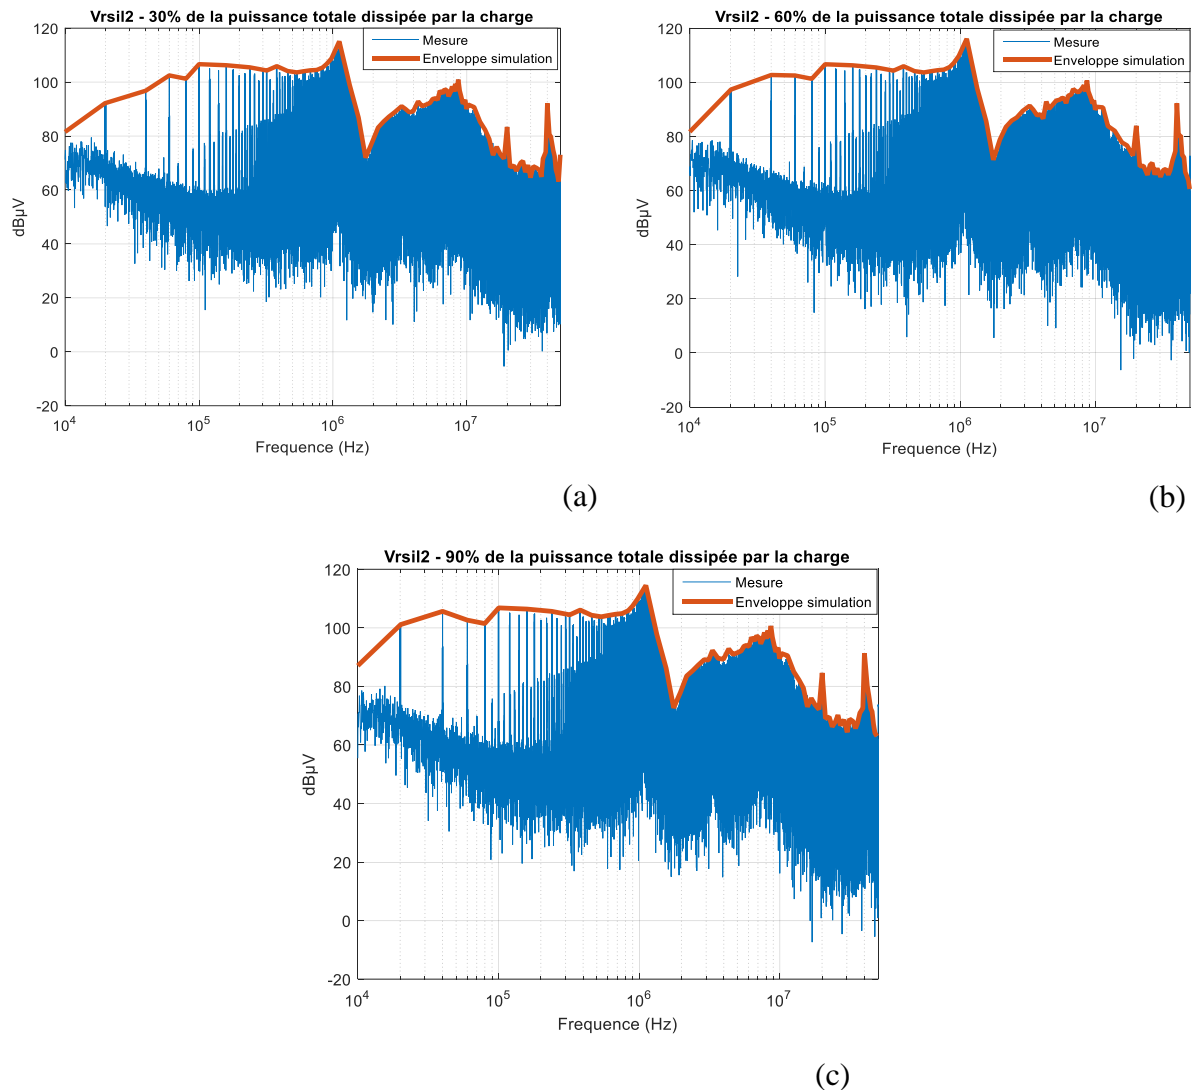 Vrsil2 - 30% de la puissance totale dissipée par la charge
Mesure
Enveloppe simulation
dBµV
120
100
80
60
40
20
0
-20
10^4
10^5
10^6
10^7
Frequence (Hz)
(a)
Vrsil2 - 60% de la puissance totale dissipée par la charge
Mesure
Enveloppe simulation
dBµV
120
100
80
60
40
20
0
-20
10^4
10^5
10^6
10^7
Frequence (Hz)
(b)
Vrsil2 - 90% de la puissance totale dissipée par la charge
Mesure
Enveloppe simulation
dBµV
120
100
80
60
40
20
0
-20
10^4
10^5
10^6
10^7
Frequence (Hz)
(c)